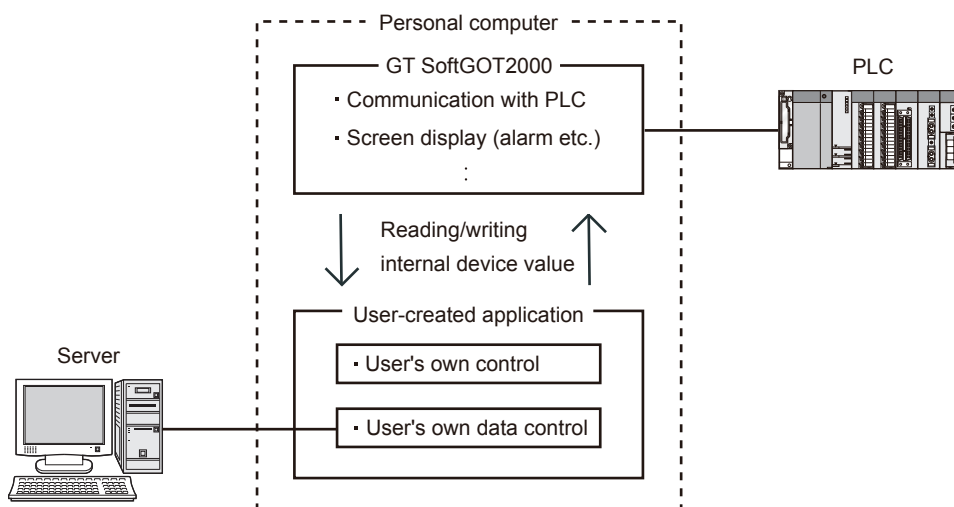 Personal computer
GT SoftGOT2000
· Communication with PLC
· Screen display (alarm etc.)
:
PLC
Reading/writing
internal device value
User-created application
· User's own control
· User's own data control
Server